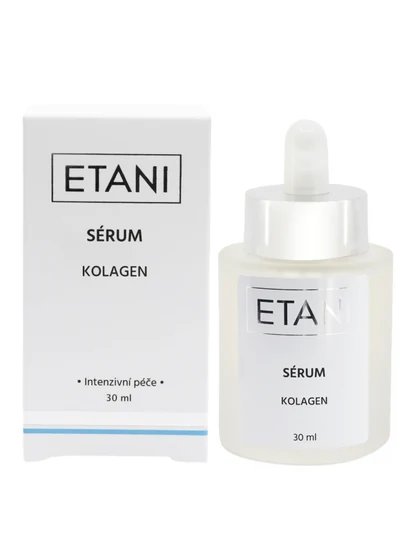 ETANI
SÉRUM
KOLAGEN
• Intenzivní péče •
30 ml
ETANI
SÉRUM
KOLAGEN
30 ml